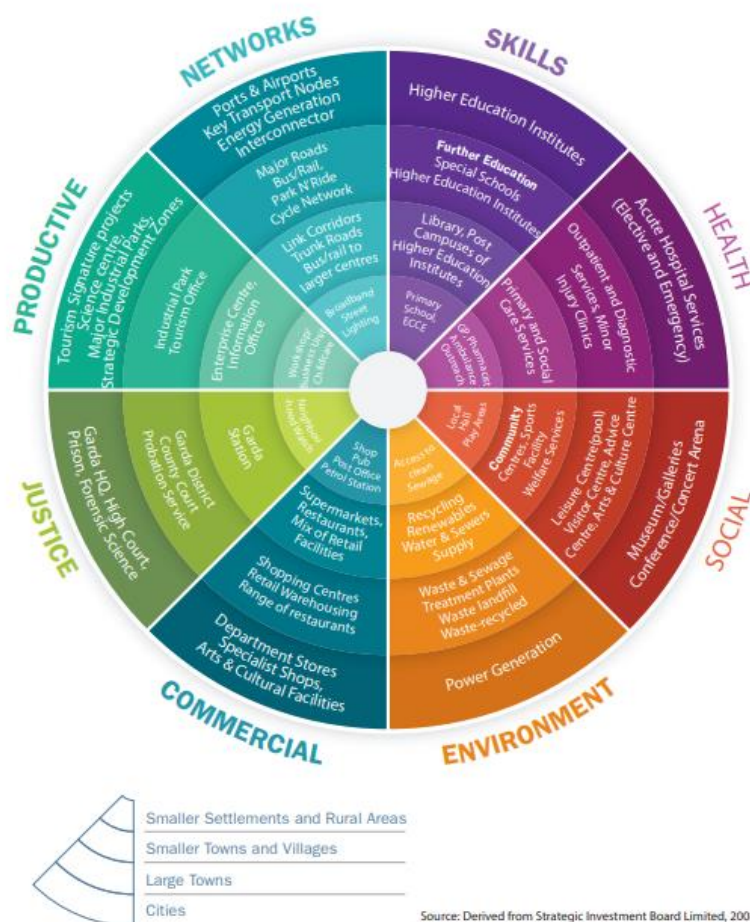 NETWORKS
Ports & Airports
Key Transport Nodes
Energy Generation
Interconnector
Major Roads
Bus/Rail,
Park N'Ride
Cycle Network
Link Corridors
Trunk Roads
Bus/rail to
larger centres
Broadband
Street
Lighting
SKILLS
Higher Education Institutes
Further Education
Special Schools
Higher Education Institutes
Library, Post
Campuses of
Higher Education
Institutes
Primary
School,
ECCE
HEALTH
Acute Hospital Services
(Elective and Emergency)
Outpatient and Diagnostic
Services, Minor
Injury Clinics
Primary and Social
Care Services
GP, Pharmacet
Ambulance
Outreach
SOCIAL
Museum/Galleries
Conference/Concert Arena
Leisure Centre(pool)
Visitor Centre, Advice
Centre, Arts & Culture Centre
Community
Centres, Sports
Facility
Welfare Services
Local
Hall
Play Areas
ENVIRONMENT
Power Generation
Waste & Sewage
Treatment Plants
Waste landfill
Waste-recycled
Recycling
Renewables
Water & Sewers
Supply
Access to
clean
Sewage
COMMERCIAL
Department Stores
Specialist Shops,
Arts & Cultural Facilities
Shopping Centres
Retail Warehousing
Range of restaurants
Supermarkets,
Restaurants,
Mix of Retail
Facilities
Shop
Pub
Post Office
Petrol Station
JUSTICE
Garda HQ, High Court,
Prison, Forensic Science
Garda District
County Court
Probation Service
Garda
Station
Watch
PRODUCTIVE
Tourism Signature projects
Science centre,
Major Industrial Parks,
Strategic Development Zones
Industrial Park
Tourism Office
Enterprise Centre,
Information
Office
Workshop/
Business Unit
Childcare
Smaller Settlements and Rural Areas
Smaller Towns and Villages
Large Towns
Cities
Source: Derived from Strategic Investment Board Limited, 200